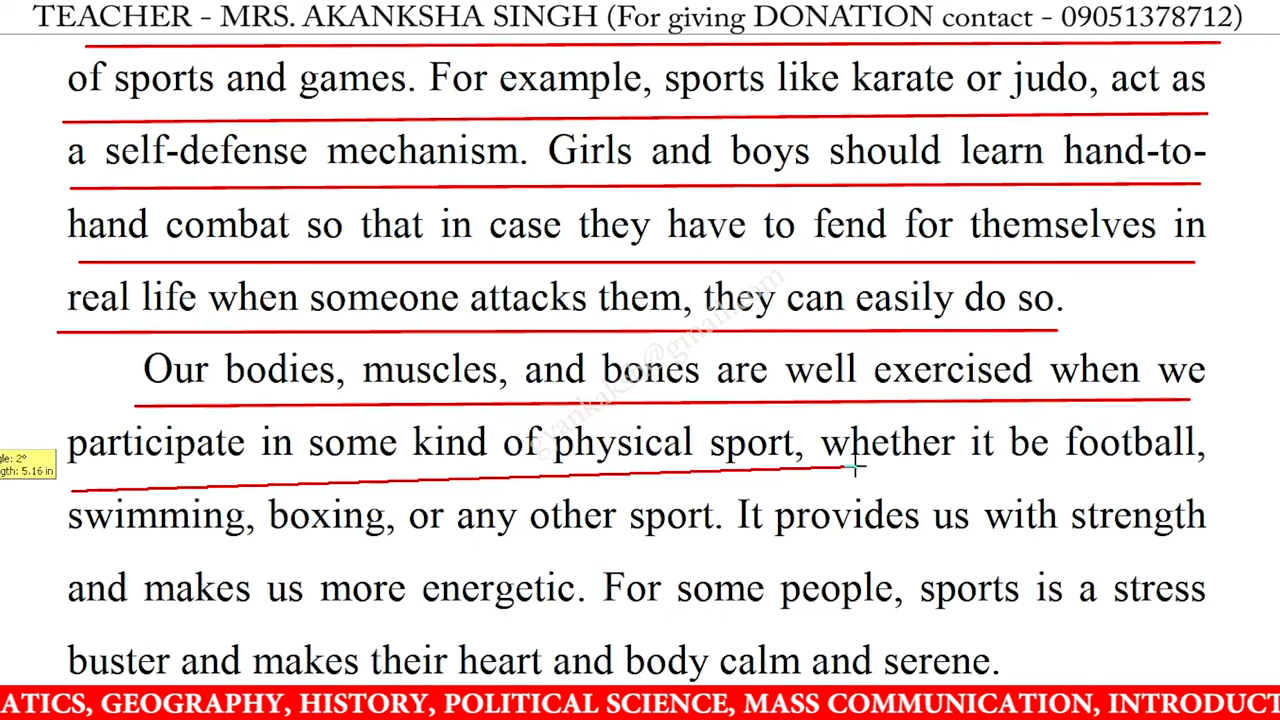 TEACHER - MRS. AKANKSHA SINGH (For giving DONATION contact - 09051378712)
of sports and games. For example, sports like karate or judo, act as
a self-defense mechanism. Girls and boys should learn hand-to-
hand combat so that in case they have to fend for themselves in
real life when someone attacks them, they can easily do so.
Our bodies, muscles, and bones are well exercised when we
participate in some kind of physical sport, whether it be football,
gle: 2°
ngth: 5.16 in
swimming, boxing, or any other sport. It provides us with strength
and makes us more energetic. For some people, sports is a stress
buster and makes their heart and body calm and serene.
ATICS, GEOGRAPHY, HISTORY, POLITICAL SCIENCE, MASS COMMUNICATION, INTRODUCT